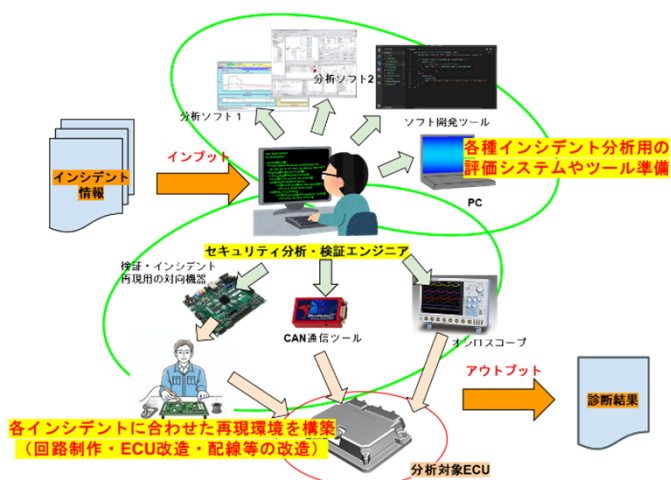 分析ソフト2
分析ソフト1
ソフト開発ツール
インシデント
情報
インプット
各種インシデント分析用の
評価システムやツール準備
PC
セキュリティ分析・検証エンジニア
検証・インシデント
再現用の対向機器
CAN通信ツール
オシロスコープ
アウトプット
診断結果
各インシデントに合わせた再現環境を構築
（回路制作・ECU改造・配線等の改造）
分析対象ECU